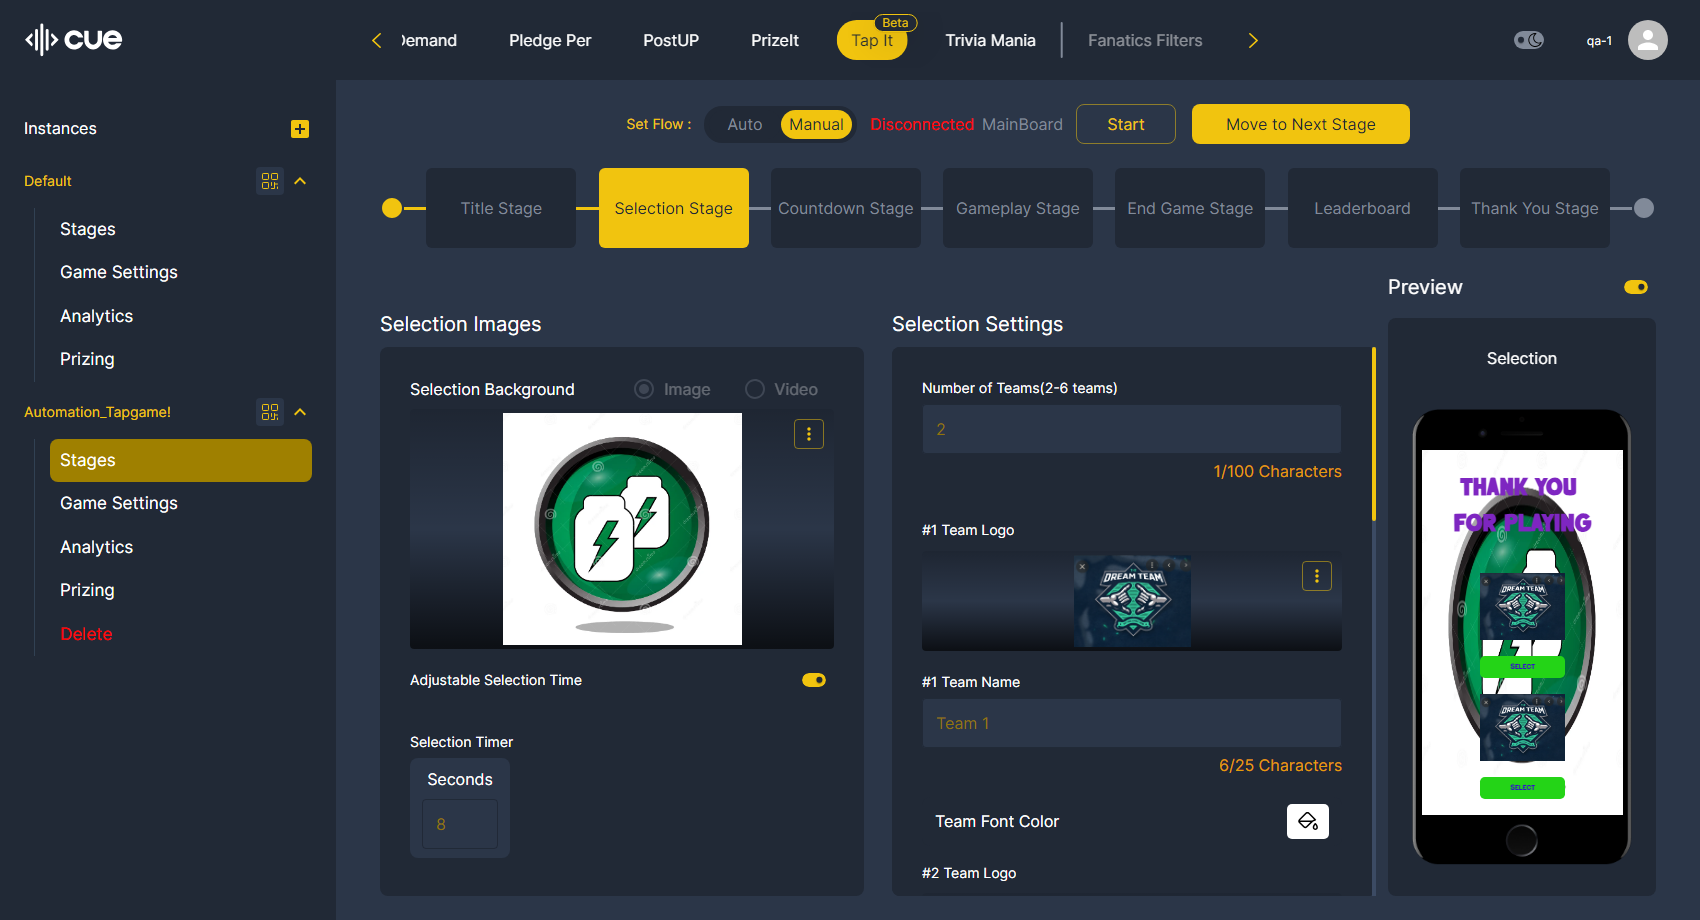 cue
Demand
Pledge Per
PostUP
PrizeIt
Tap It
Beta
Trivia Mania
Fanatics Filters
qa-1
Instances
Default
Stages
Game Settings
Analytics
Prizing
Automation_Tapgame!
Stages
Game Settings
Analytics
Prizing
Delete
Set Flow :
Auto
Manual
Disconnected
MainBoard
Start
Move to Next Stage
Title Stage
Selection Stage
Countdown Stage
Gameplay Stage
End Game Stage
Leaderboard
Thank You Stage
Selection Images
Selection Background
Image
Video
Adjustable Selection Time
Selection Timer
Seconds
8
Selection Settings
Number of Teams(2-6 teams)
2
1/100 Characters
#1 Team Logo
DREAM TEAM
#1 Team Name
Team 1
6/25 Characters
Team Font Color
#2 Team Logo
Preview
Selection
THANK YOU
FOR PLAYING
DREAM TEAM
SELECT
DREAM TEAM
SELECT